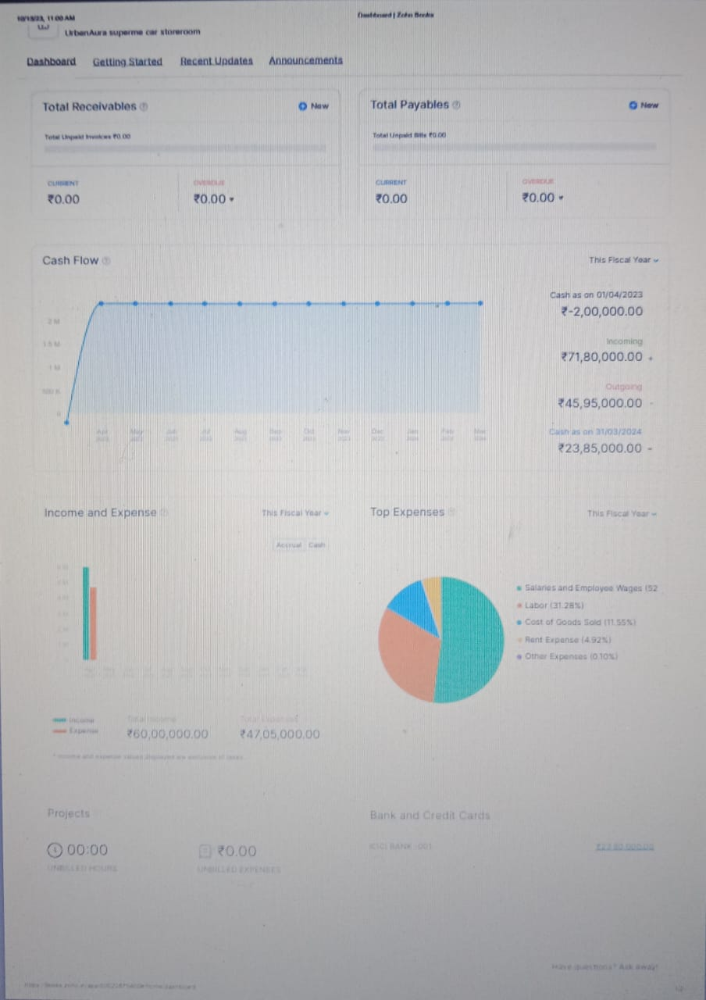 10/13/23, 11:00 AM
Dashboard | Zoho Books
UrbanAura superme car storeroom
Dashboard Getting Started Recent Updates Announcements
Total Receivables
New
Total Unpaid Invoices ₹0.00
CURRENT
₹0.00
OVERDUE
₹0.00
Total Payables
New
Total Unpaid Bills ₹0.00
CURRENT
₹0.00
OVERDUE
₹0.00
Cash Flow
This Fiscal Year
2 M
1.5 M
1 M
500 K
0
Apr 2023 May 2023 Jun 2023 Jul 2023 Aug 2023 Sep 2023 Oct 2023 Nov 2023 Dec 2023 Jan 2024 Feb 2024 Mar 2024
Cash as on 01/04/2023
₹-2,00,000.00
Incoming
₹71,80,000.00 +
Outgoing
₹45,95,000.00 -
Cash as on 31/03/2024
₹23,85,000.00 =
Income and Expense
This Fiscal Year
Accrual Cash
Income
Expense
Total Income
₹60,00,000.00
Total Expenses
₹47,05,000.00
* Income and expense values displayed are exclusive of taxes.
Top Expenses
This Fiscal Year
Salaries and Employee Wages (52
Labor (31.28%)
Cost of Goods Sold (11.55%)
Rent Expense (4.92%)
Other Expenses (0.10%)
Projects
00:00
UNBILLED HOURS
₹0.00
UNBILLED EXPENSES
Bank and Credit Cards
ICICI BANK -001
Have questions? Ask away!
1/2